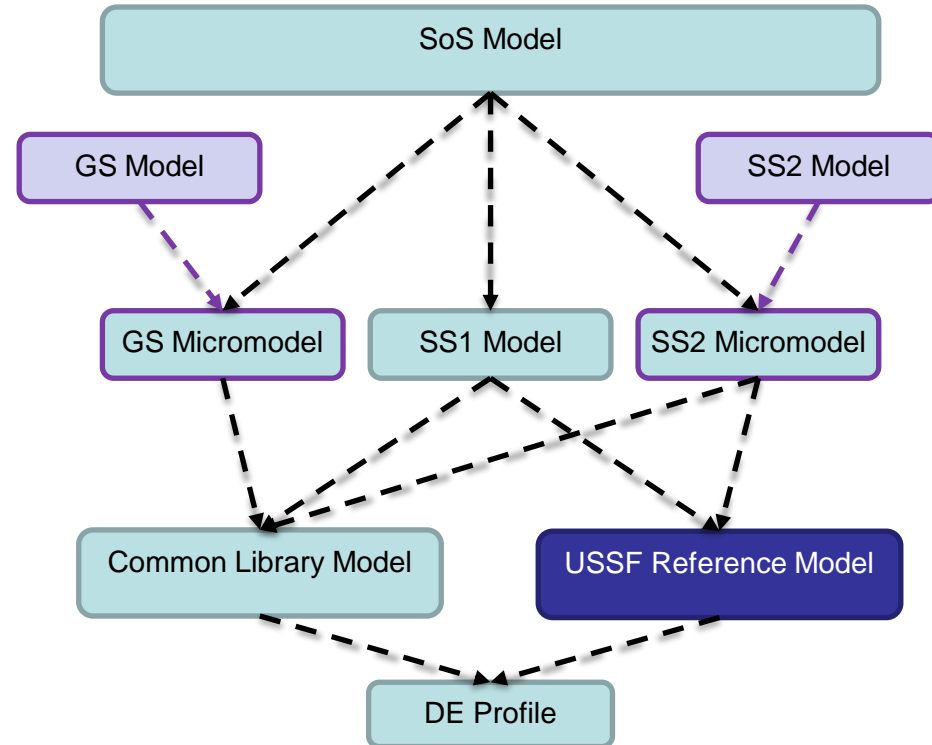 SoS Model
GS Model
SS2 Model
GS Micromodel
SS1 Model
SS2 Micromodel
Common Library Model
USSF Reference Model
DE Profile